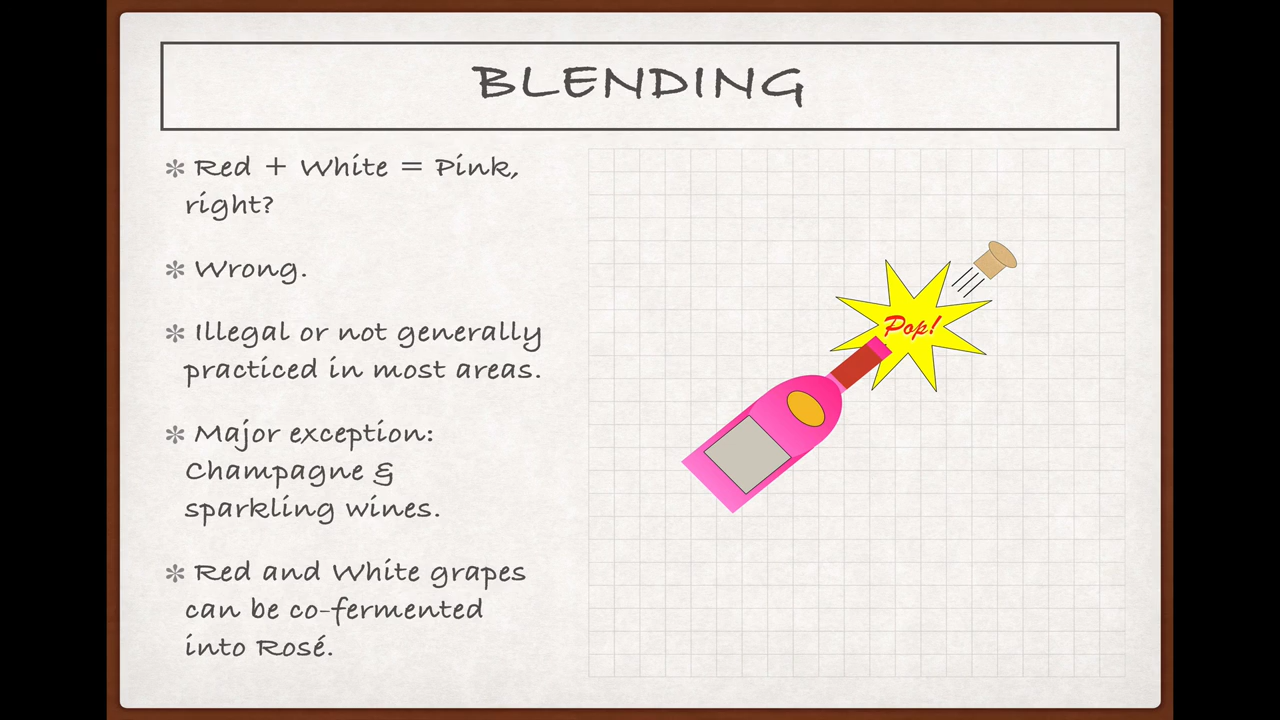 BLENDING
✻ Red + White = Pink,
right?
✻ Wrong.
✻ Illegal or not generally
practiced in most areas.
✻ Major exception:
Champagne &
sparkling wines.
✻ Red and White grapes
can be co-fermented
into Rosé.
Pop!